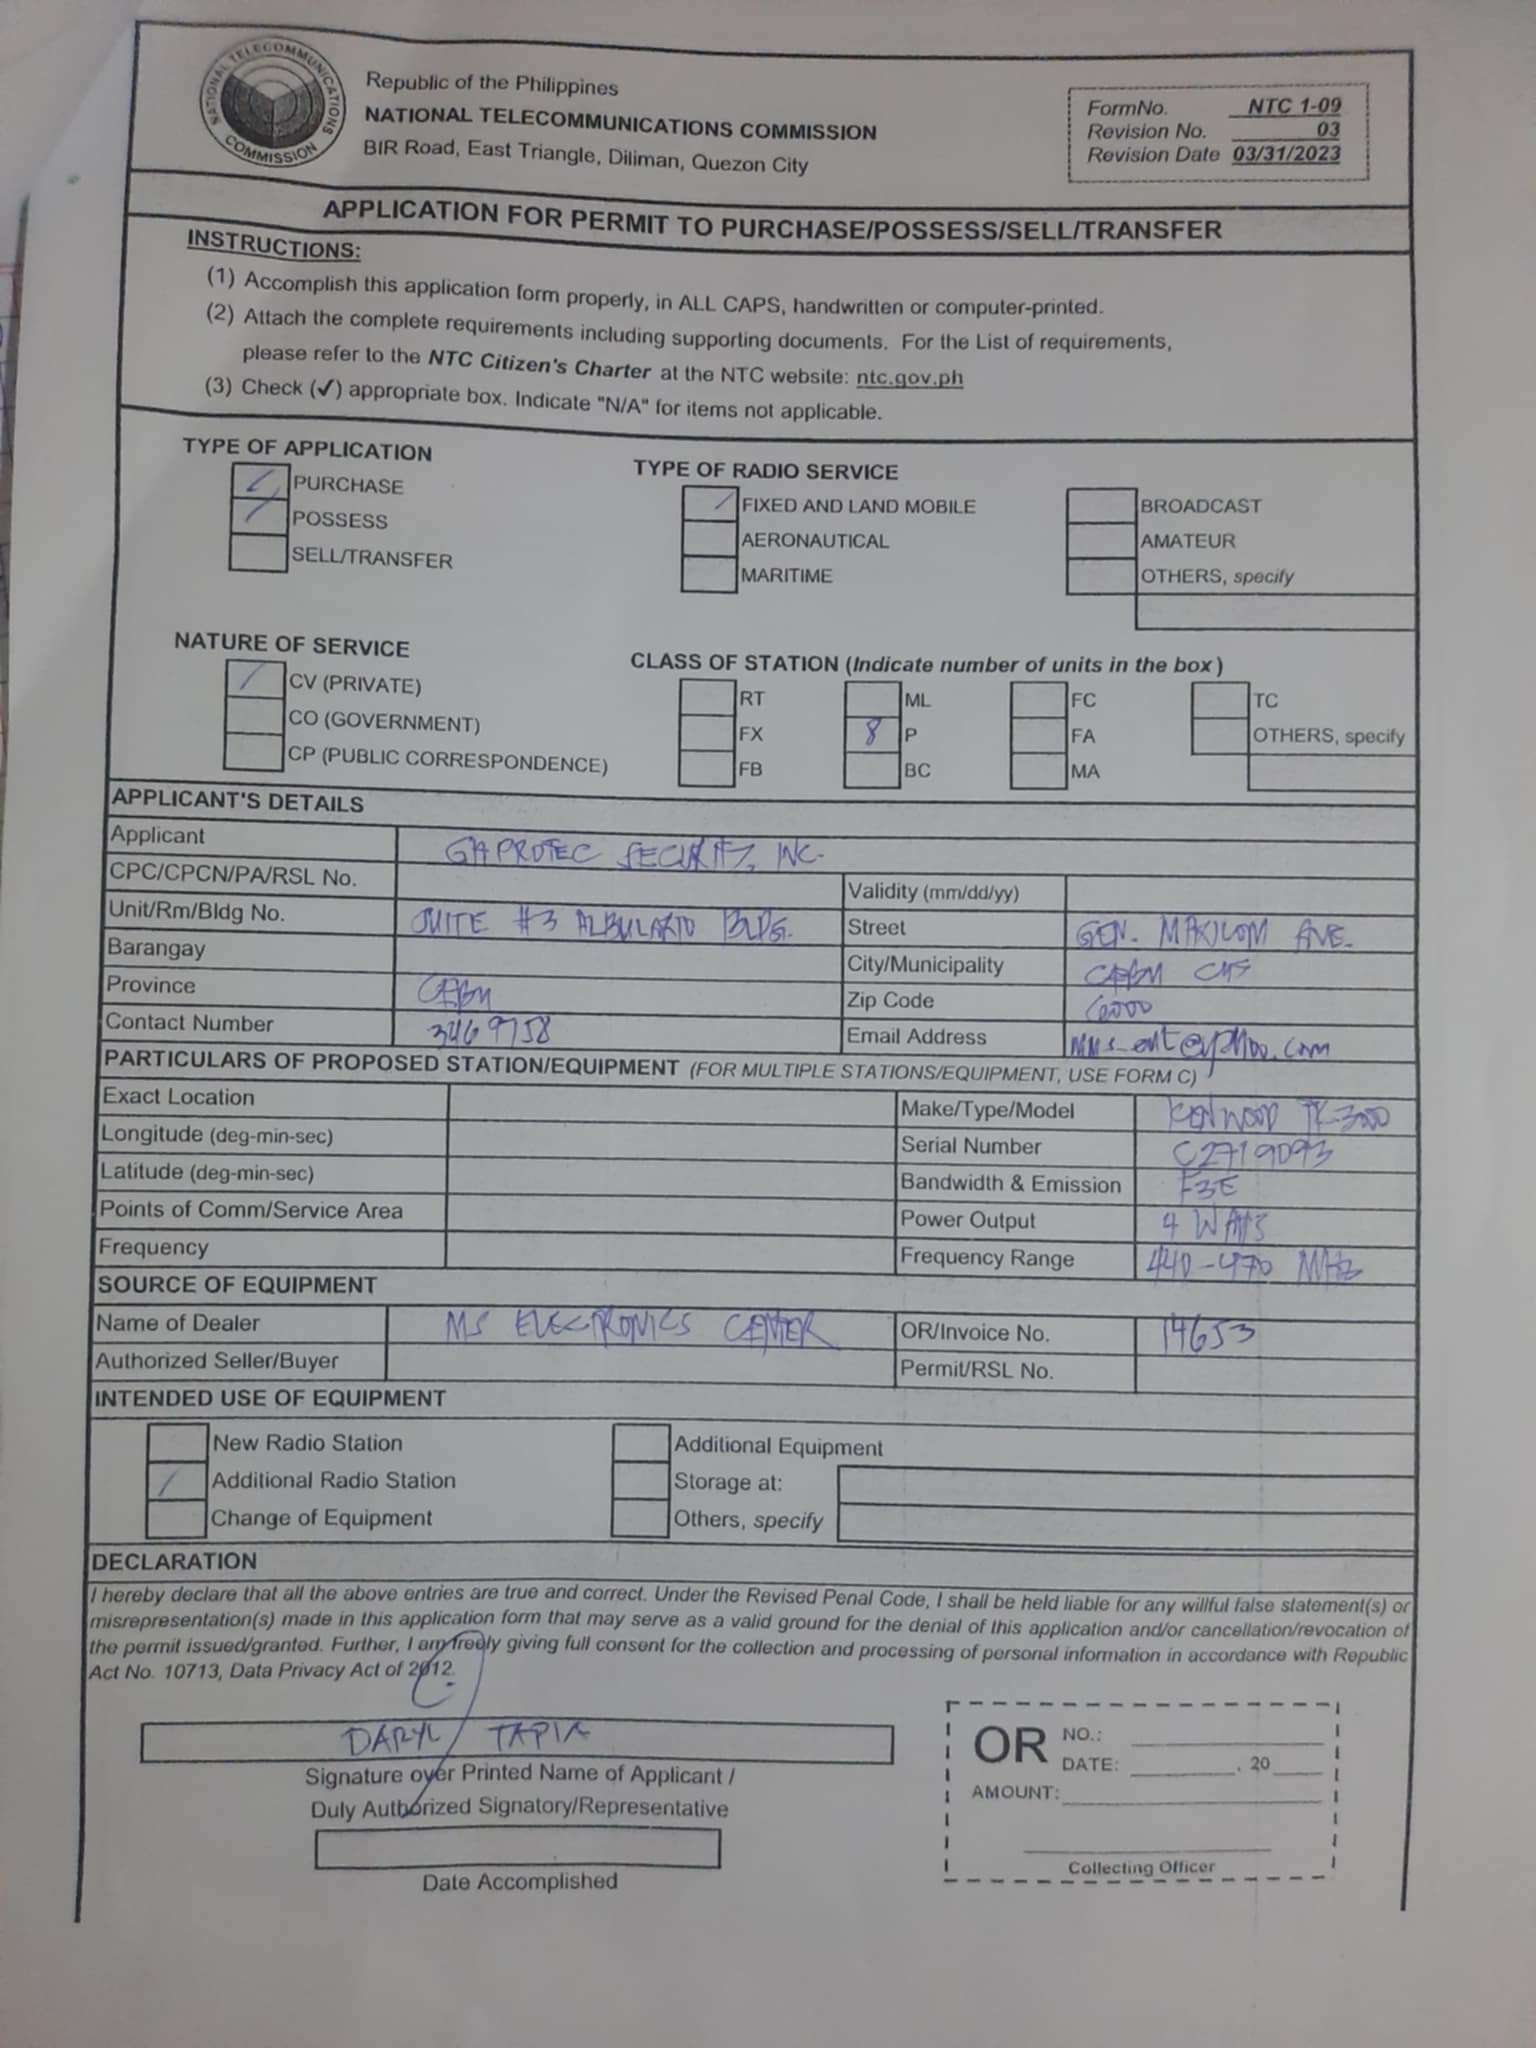 NATIONAL TELECOMMUNICATIONS COMMISSION
Republic of the Philippines
NATIONAL TELECOMMUNICATIONS COMMISSION
BIR Road, East Triangle, Diliman, Quezon City
FormNo. NTC 1-09
Revision No. 03
Revision Date 03/31/2023
APPLICATION FOR PERMIT TO PURCHASE/POSSESS/SELL/TRANSFER
INSTRUCTIONS:
(1) Accomplish this application form properly, in ALL CAPS, handwritten or computer-printed.
(2) Attach the complete requirements including supporting documents. For the List of requirements,
please refer to the NTC Citizen's Charter at the NTC website: ntc.gov.ph
(3) Check (✓) appropriate box. Indicate "N/A" for items not applicable.
TYPE OF APPLICATION
/ PURCHASE
/ POSSESS
SELL/TRANSFER
TYPE OF RADIO SERVICE
/ FIXED AND LAND MOBILE
AERONAUTICAL
MARITIME
BROADCAST
AMATEUR
OTHERS, specify
NATURE OF SERVICE
/ CV (PRIVATE)
CO (GOVERNMENT)
CP (PUBLIC CORRESPONDENCE)
CLASS OF STATION (Indicate number of units in the box)
RT ML FC TC
FX 8 P FA OTHERS, specify
FB BC MA
APPLICANT'S DETAILS
Applicant SECURITY, INC.
CPC/CPCN/PA/RSL No. Validity (mm/dd/yy)
Unit/Rm/Bldg No. SUITE #3 BLDG. Street GEN. MAXILOM AVE.
Barangay City/Municipality CEBU CITY
Province CEBU Zip Code 6000
Contact Number 3469758 Email Address
PARTICULARS OF PROPOSED STATION/EQUIPMENT (FOR MULTIPLE STATIONS/EQUIPMENT, USE FORM C)
Exact Location Make/Type/Model KENWOOD TK-3000
Longitude (deg-min-sec) Serial Number C2719093
Latitude (deg-min-sec) Bandwidth & Emission F3E
Points of Comm/Service Area Power Output 4 WATTS
Frequency Frequency Range 440-470 MHz
SOURCE OF EQUIPMENT
Name of Dealer MS ELECTRONICS CENTER OR/Invoice No. 14653
Authorized Seller/Buyer Permit/RSL No.
INTENDED USE OF EQUIPMENT
New Radio Station Additional Equipment
/ Additional Radio Station Storage at:
Change of Equipment Others, specify
DECLARATION
I hereby declare that all the above entries are true and correct. Under the Revised Penal Code, I shall be held liable for any willful false statement(s) or
misrepresentation(s) made in this application form that may serve as a valid ground for the denial of this application and/or cancellation/revocation of
the permit issued/granted. Further, I am freely giving full consent for the collection and processing of personal information in accordance with Republic
Act No. 10713, Data Privacy Act of 2012.
DARYL TAPIA
Signature over Printed Name of Applicant /
Duly Authorized Signatory/Representative
Date Accomplished
OR NO.:
DATE: , 20
AMOUNT:
Collecting Officer